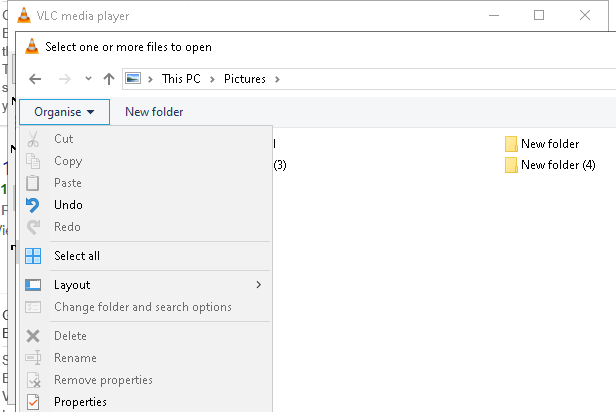 VLC media player
Select one or more files to open
This PC > Pictures >
Organise New folder
Cut
Copy
Paste
Undo
Redo
Select all
Layout
Change folder and search options
Delete
Rename
Remove properties
Properties
(3)
New folder
New folder (4)